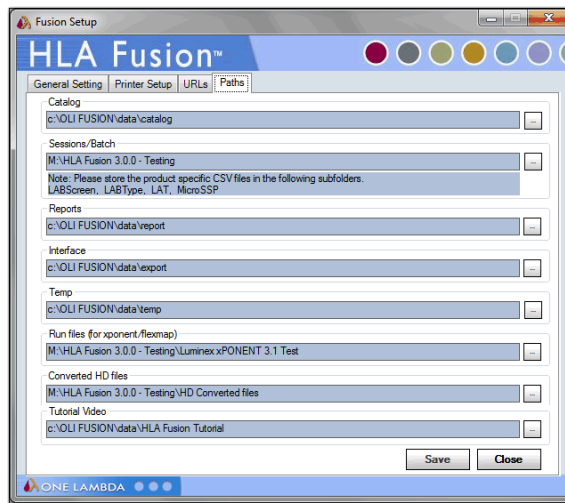 Fusion Setup
HLA Fusion™
General Setting Printer Setup URLs Paths
Catalog
c:\OLI FUSION\data\catalog
...
Sessions/Batch
M:\HLA Fusion 3.0.0 - Testing
...
Note: Please store the product specific CSV files in the following subfolders.
LABScreen, LABType, LAT, MicroSSP
Reports
c:\OLI FUSION\data\report
...
Interface
c:\OLI FUSION\data\export
...
Temp
c:\OLI FUSION\data\temp
...
Run files (for xponent/flexmap)
M:\HLA Fusion 3.0.0 - Testing\Luminex xPONENT 3.1 Test
...
Converted HD files
M:\HLA Fusion 3.0.0 - Testing\HD Converted files
...
Tutorial Video
c:\OLI FUSION\data\HLA Fusion Tutorial
...
Save Close
ONE LAMBDA